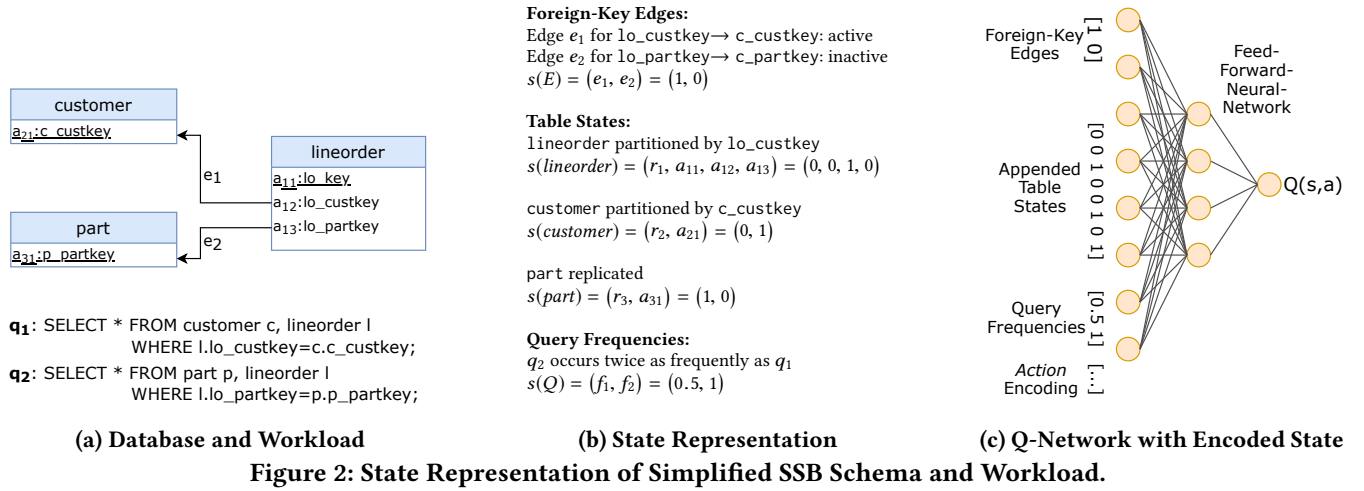 customer
a21:c_custkey
part
a31:p_partkey
lineorder
a11:lo_key
a12:lo_custkey
a13:lo_partkey
e1
e2
q1: SELECT * FROM customer c, lineorder l
WHERE l.lo_custkey=c.c_custkey;
q2: SELECT * FROM part p, lineorder l
WHERE l.lo_partkey=p.p_partkey;
(a) Database and Workload
Foreign-Key Edges:
Edge e1 for lo_custkey→ c_custkey: active
Edge e2 for lo_partkey→ c_partkey: inactive
s(E) = (e1, e2) = (1, 0)
Table States:
lineorder partitioned by lo_custkey
s(lineorder) = (r1, a11, a12, a13) = (0, 0, 1, 0)
customer partitioned by c_custkey
s(customer) = (r2, a21) = (0, 1)
part replicated
s(part) = (r3, a31) = (1, 0)
Query Frequencies:
q2 occurs twice as frequently as q1
s(Q) = (f1, f2) = (0.5, 1)
(b) State Representation
Foreign-Key
Edges
[1 0]
Appended
Table
States
[0 0 1 0 0 1 0 1]
Query
Frequencies
[0.5 1]
Action
Encoding
[...]
Feed-
Forward-
Neural-
Network
Q(s,a)
(c) Q-Network with Encoded State
Figure 2: State Representation of Simplified SSB Schema and Workload.